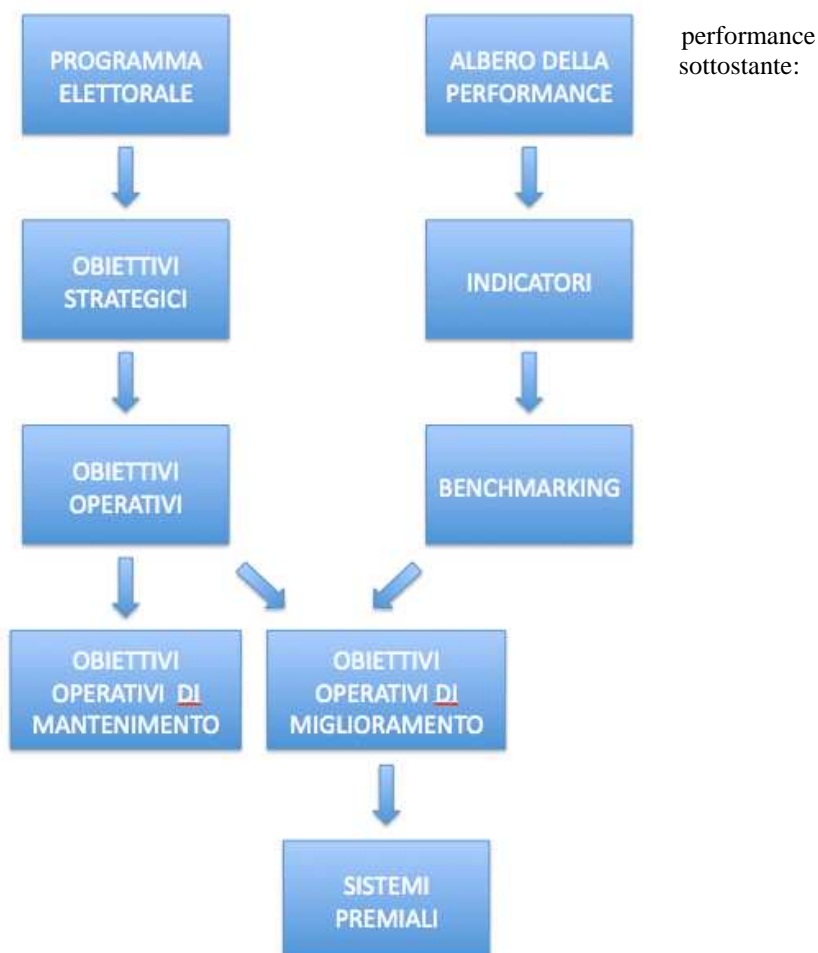 performance
sottostante:
PROGRAMMA
ELETTORALE
ALBERO DELLA
PERFORMANCE
OBIETTIVI
STRATEGICI
INDICATORI
OBIETTIVI
OPERATIVI
BENCHMARKING
OBIETTIVI
OPERATIVI DI
MANTENIMENTO
OBIETTIVI
OPERATIVI DI
MIGLIORAMENTO
SISTEMI
PREMIALI